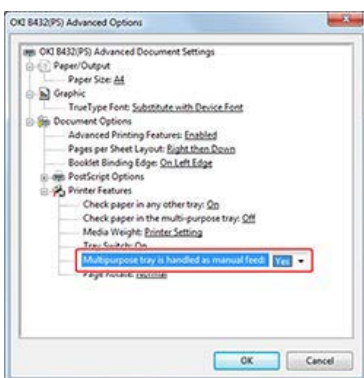 OKI B432(PS) Advanced Options
OKI B432(PS) Advanced Document Settings
Paper/Output
Paper Size: A4
Graphic
TrueType Font: Substitute with Device Font
Document Options
Advanced Printing Features: Enabled
Pages per Sheet Layout: Right then Down
Booklet Binding Edge: On Left Edge
PostScript Options
Printer Features
Check paper in any other tray: On
Check paper in the multi-purpose tray: Off
Media Weight: Printer Setting
Tray Switch: On
Multipurpose tray is handled as manual feed: Yes
Page Rotate: Normal
OK Cancel